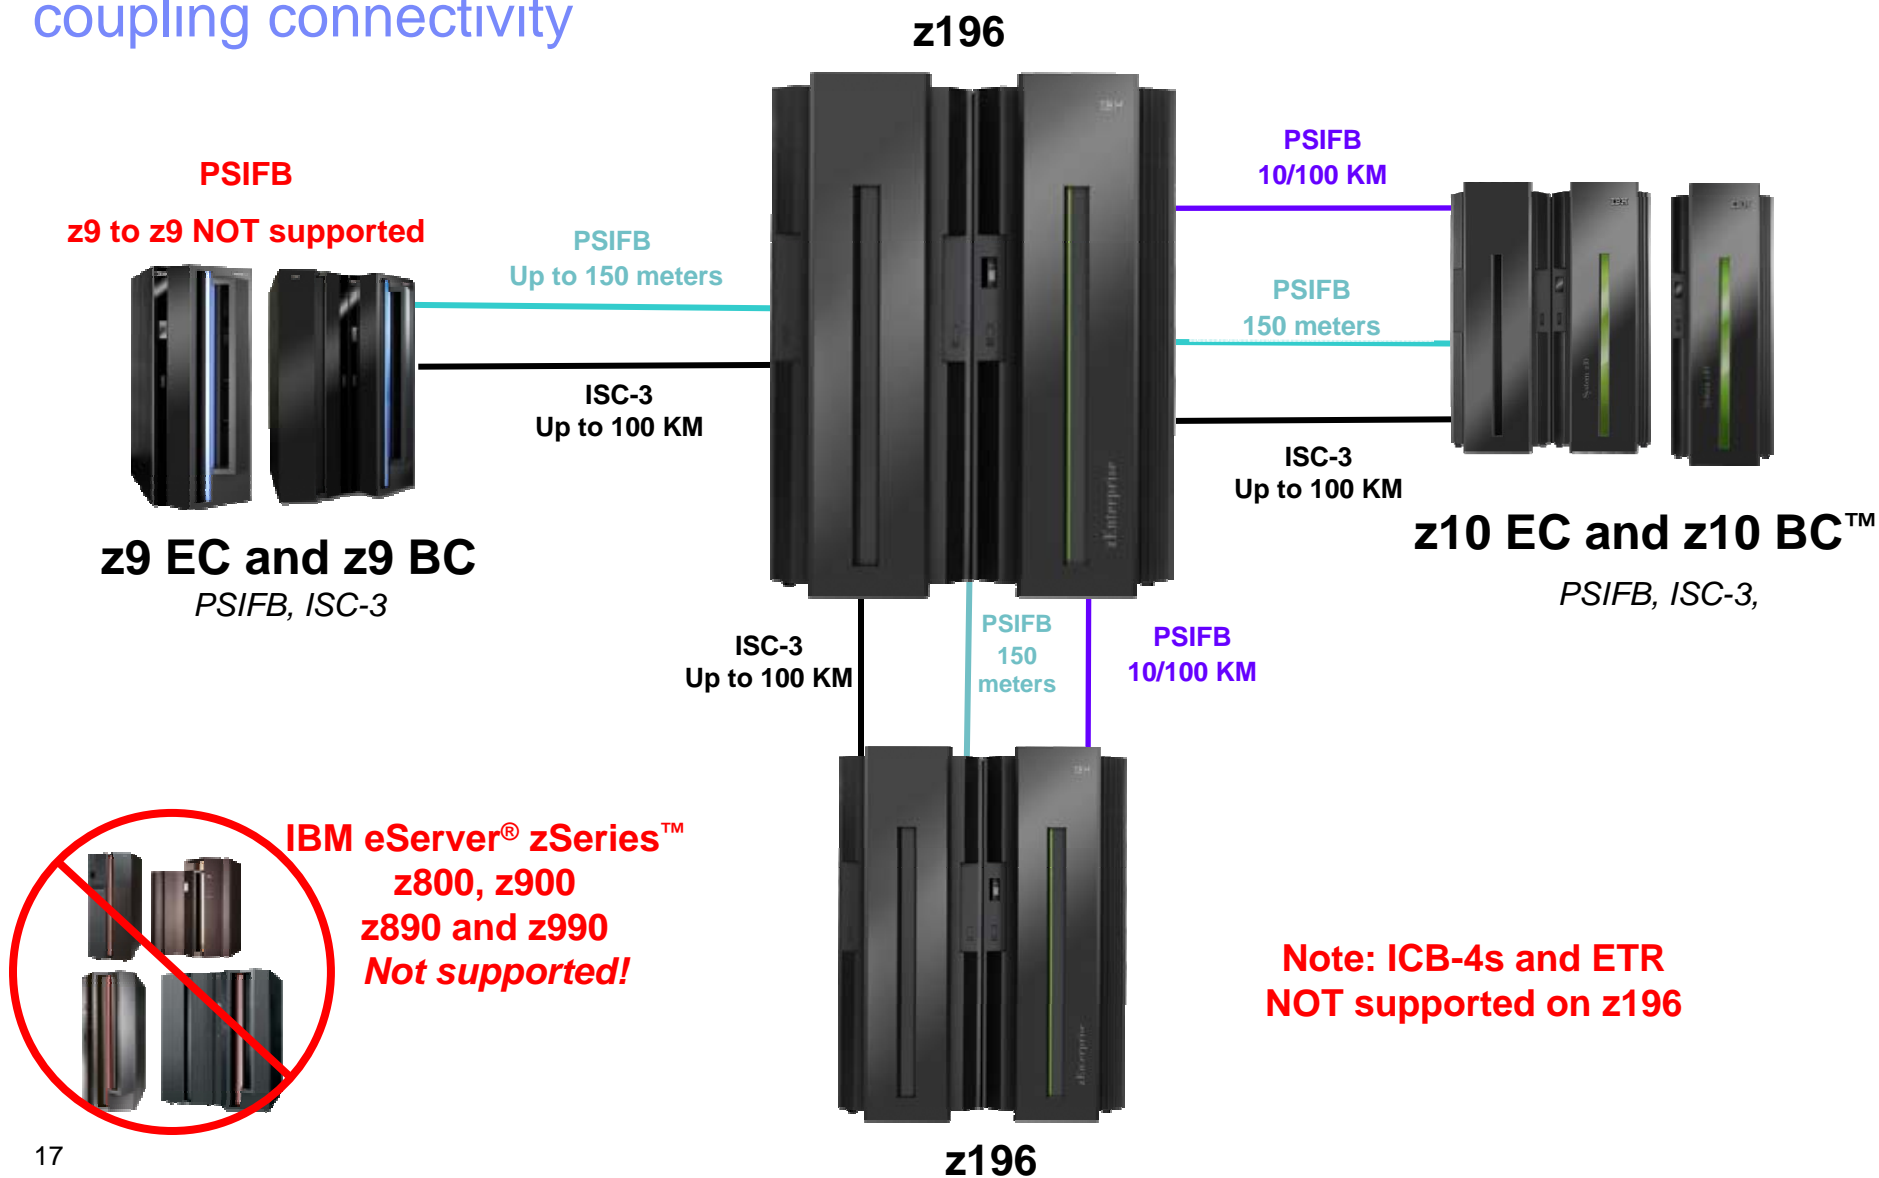 coupling connectivity
z196
PSIFB
z9 to z9 NOT supported
PSIFB
Up to 150 meters
ISC-3
Up to 100 KM
PSIFB
10/100 KM
PSIFB
150 meters
ISC-3
Up to 100 KM
z9 EC and z9 BC
PSIFB, ISC-3
z10 EC and z10 BC™
PSIFB, ISC-3,
zEnterprise
ISC-3
Up to 100 KM
PSIFB
150
meters
PSIFB
10/100 KM
IBM eServer® zSeries™
z800, z900
z890 and z990
Not supported!
Note: ICB-4s and ETR
NOT supported on z196
zEnterprise
17
z196